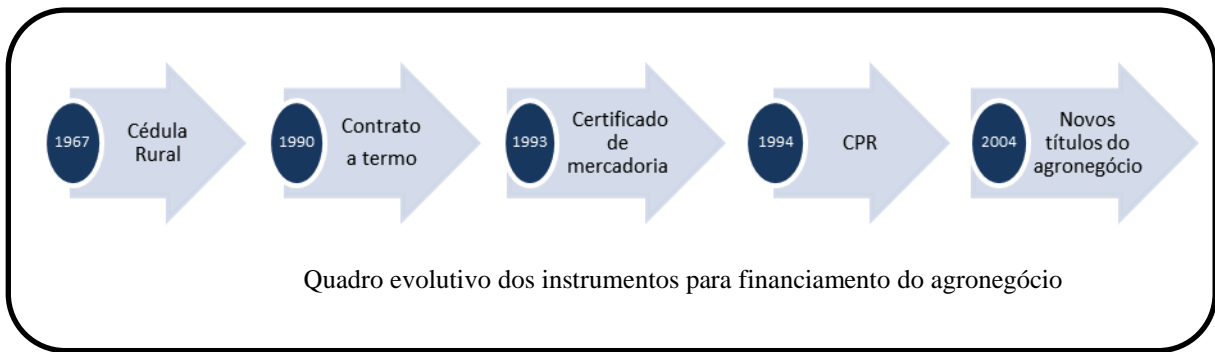 1967
Cédula
Rural
1990
Contrato
a termo
1993
Certificado
de
mercadoria
1994
CPR
2004
Novos
títulos do
agronegócio
Quadro evolutivo dos instrumentos para financiamento do agronegócio